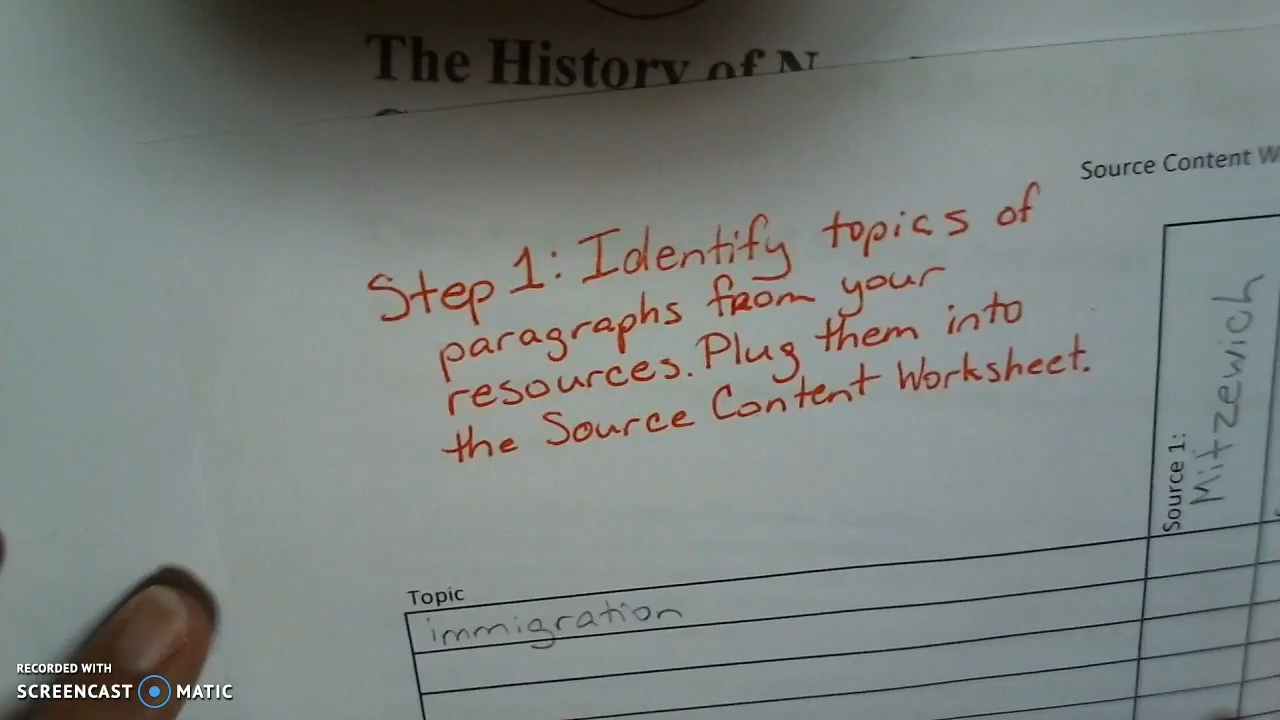 The History of N
Source Content W
Step 1: Identify topics of
paragraphs from your
resources. Plug them into
the Source Content Worksheet.
Source 1:
Mitzewich
Topic
immigration
RECORDED WITH
SCREENCAST MATIC